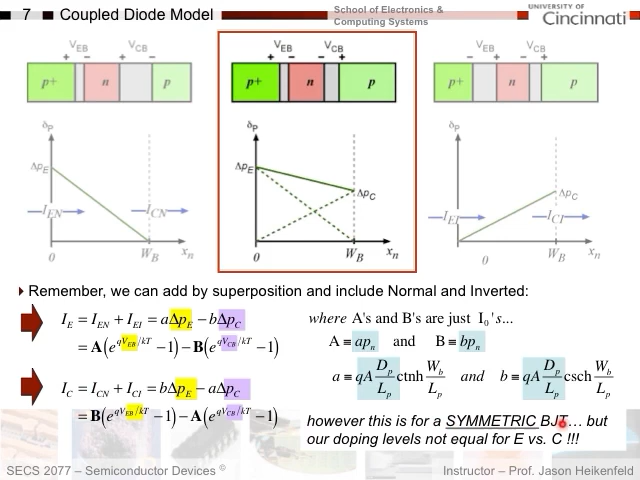 7 Coupled Diode Model
School of Electronics &
Computing Systems
UNIVERSITY OF
Cincinnati
V_EB V_CB
+ − − +
p+ n p
δ_p
Δp_E
I_EN I_CN
0 W_B x_n
V_EB V_CB
+ − − +
p+ n p
δ_p
Δp_E
Δp_C
0 W_B x_n
V_EB V_CB
+ − − +
p+ n p
δ_p
Δp_C
I_EI I_CI
0 W_B x_n
Remember, we can add by superposition and include Normal and Inverted:
I_E = I_EN + I_EI = aΔp_E − bΔp_C
= A(e^{qV_EB/kT} − 1) − B(e^{qV_CB/kT} − 1)
I_C = I_CN + I_CI = bΔp_E − aΔp_C
= B(e^{qV_EB/kT} − 1) − A(e^{qV_CB/kT} − 1)
where A's and B's are just I_0's...
A ≡ ap_n and B ≡ bp_n
a ≡ qA D_p/L_p ctnh W_b/L_p and b ≡ qA D_p/L_p csch W_b/L_p
however this is for a SYMMETRIC BJT… but
our doping levels not equal for E vs. C !!!
SECS 2077 – Semiconductor Devices ©
Instructor – Prof. Jason Heikenfeld